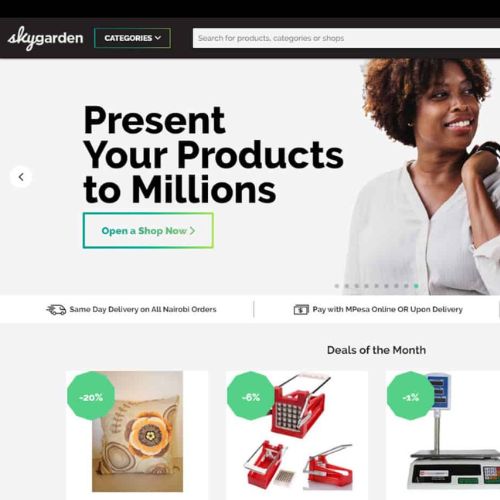 skygarden
CATEGORIES
Search for products, categories or shops
Present
Your Products
to Millions
Open a Shop Now
Same Day Delivery on All Nairobi Orders
Pay with MPesa Online OR Upon Delivery
Deals of the Month
-20%
-6%
-1%